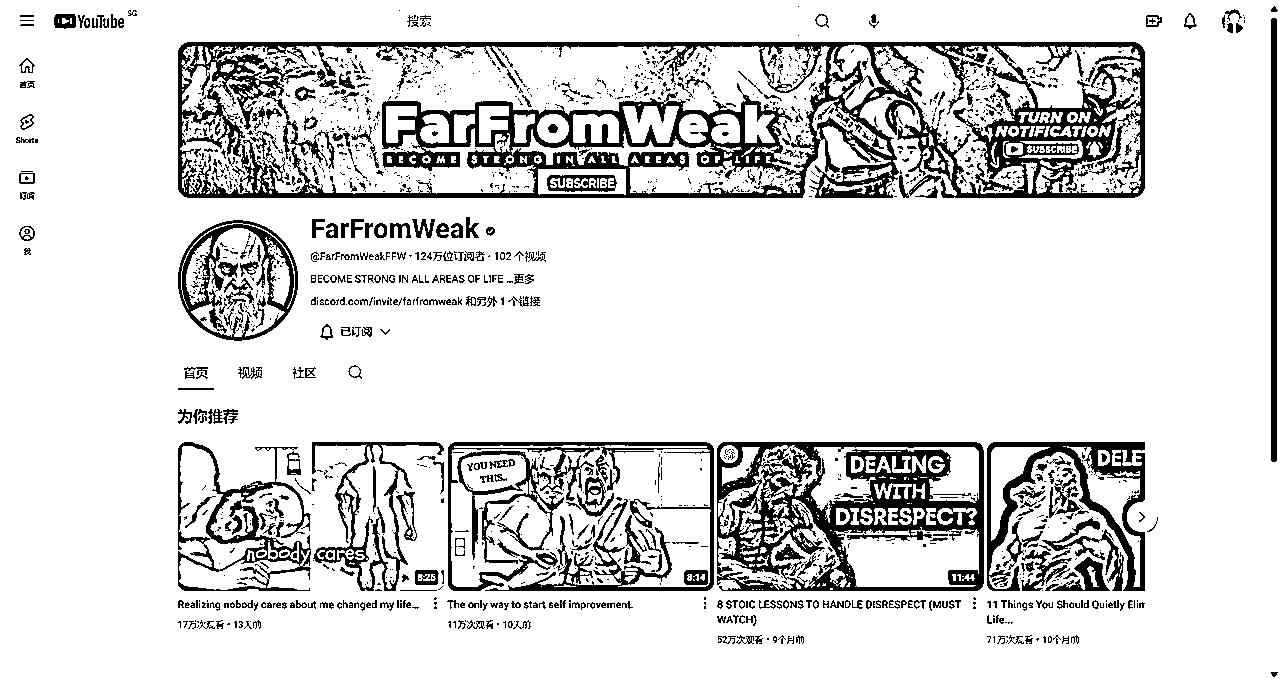 YouTube SG
搜索
首页
Shorts
订阅
我
FarFromWeak
BECOME STRONG IN ALL AREAS OF LIFE
SUBSCRIBE
TURN ON
NOTIFICATION
SUBSCRIBE
FarFromWeak
@FarFromWeakFFW · 124万位订阅者 · 102 个视频
BECOME STRONG IN ALL AREAS OF LIFE ...更多
discord.com/invite/farfromweak 和另外 1 个链接
已订阅
首页 视频 社区
为你推荐
nobody cares
8:25
YOU NEED
THIS..
8:14
DEALING
WITH
DISRESPECT?
11:44
DELE
Realizing nobody cares about me changed my life...
17万次观看 · 13天前
The only way to start self improvement.
11万次观看 · 10天前
8 STOIC LESSONS TO HANDLE DISRESPECT (MUST
WATCH)
52万次观看 · 9个月前
11 Things You Should Quietly Elim
Life...
71万次观看 · 10个月前